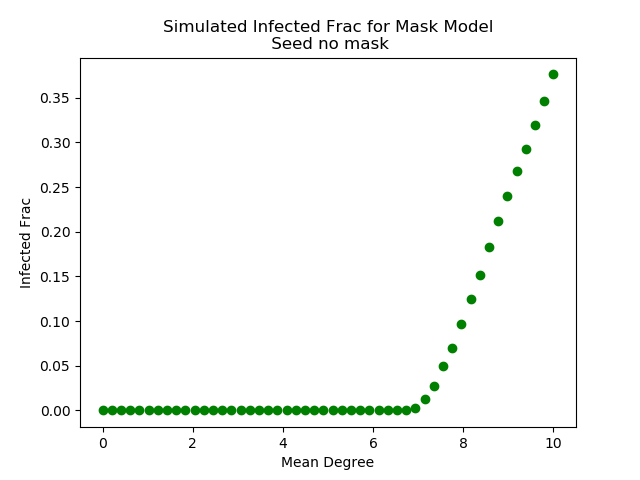 Simulated Infected Frac for Mask Model
Seed no mask
0.35
0.30
0.25
0.20
0.15
0.10
0.05
0.00
Infected Frac
0 2 4 6 8 10
Mean Degree